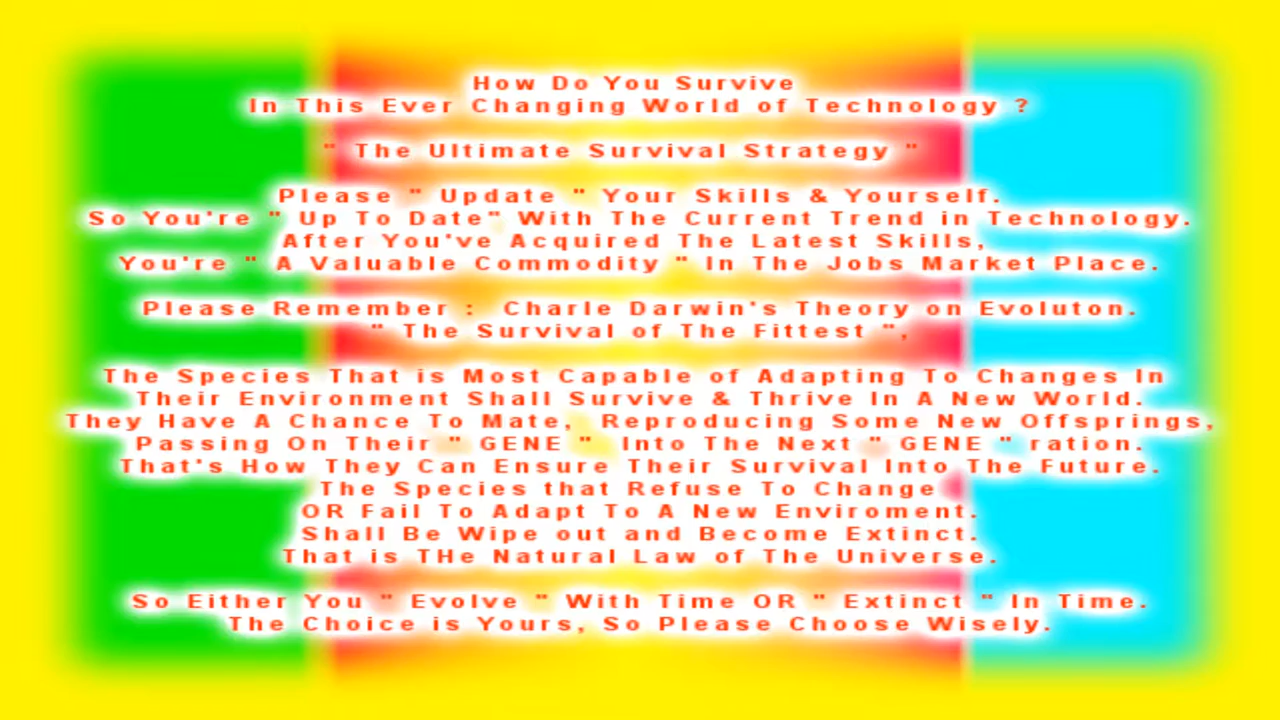 How Do You Survive
In This Ever Changing World of Technology ?
" The Ultimate Survival Strategy "
Please " Update " Your Skills & Yourself.
So You're " Up To Date" With The Current Trend in Technology.
After You've Acquired The Latest Skills,
You're " A Valuable Commodity " In The Jobs Market Place.
Please Remember : Charle Darwin's Theory on Evoluton.
" The Survival of The Fittest ",
The Species That is Most Capable of Adapting To Changes In
Their Environment Shall Survive & Thrive In A New World.
They Have A Chance To Mate, Reproducing Some New Offsprings,
Passing On Their " GENE " Into The Next " GENE " ration.
That's How They Can Ensure Their Survival Into The Future.
The Species that Refuse To Change
OR Fail To Adapt To A New Enviroment.
Shall Be Wipe out and Become Extinct.
That is THe Natural Law of The Universe.
So Either You " Evolve " With Time OR " Extinct " In Time.
The Choice is Yours, So Please Choose Wisely.